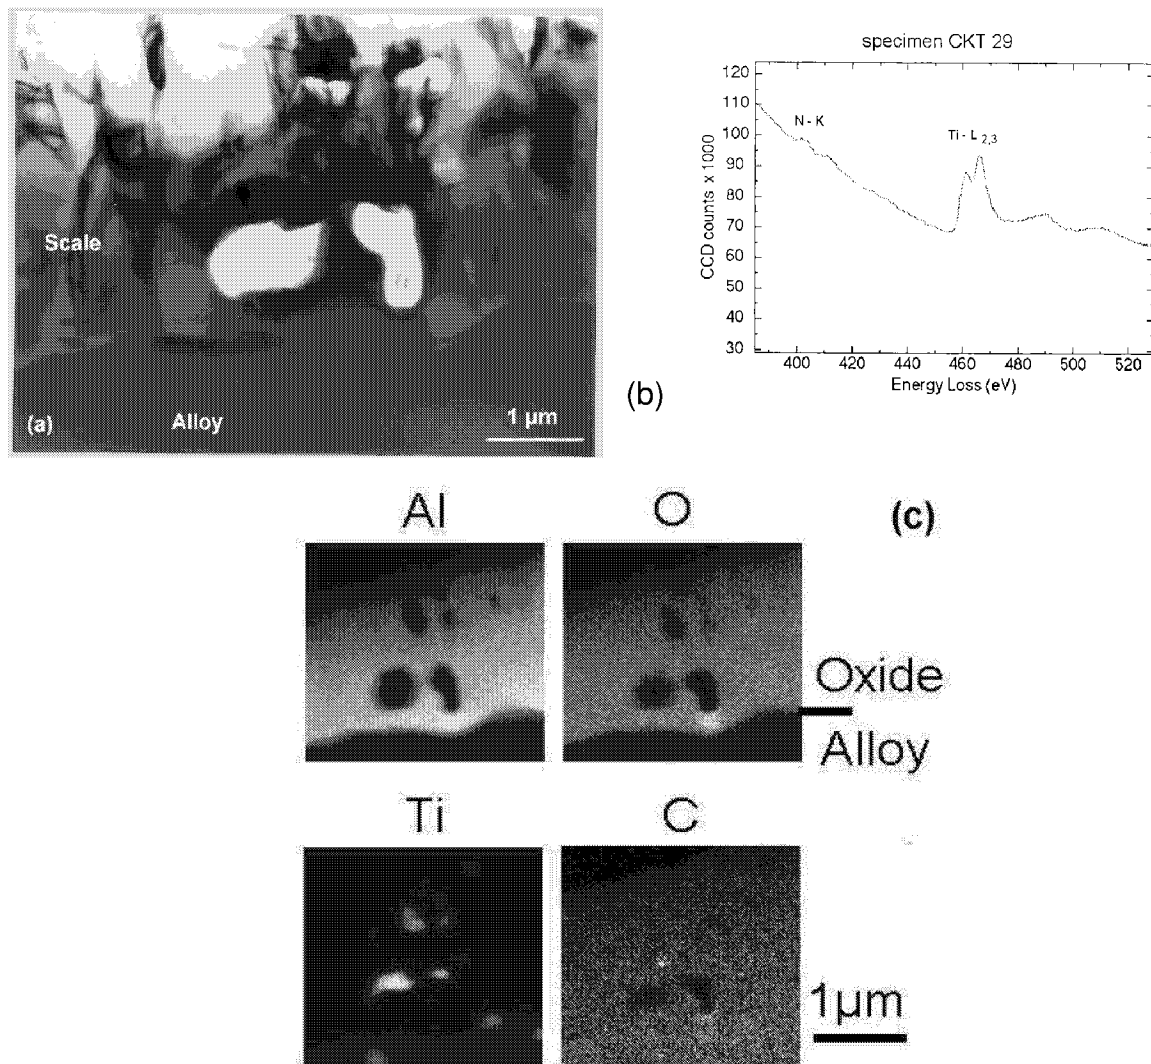 Scale
(a)
Alloy
1 µm
(b)
specimen CKT 29
120
110
100
90
80
70
60
50
40
30
CCD counts x 1000
N - K
Ti - L 2,3
400
420
440
460
480
500
520
Energy Loss (eV)
Al
O
(c)
Oxide
Alloy
Ti
C
1µm